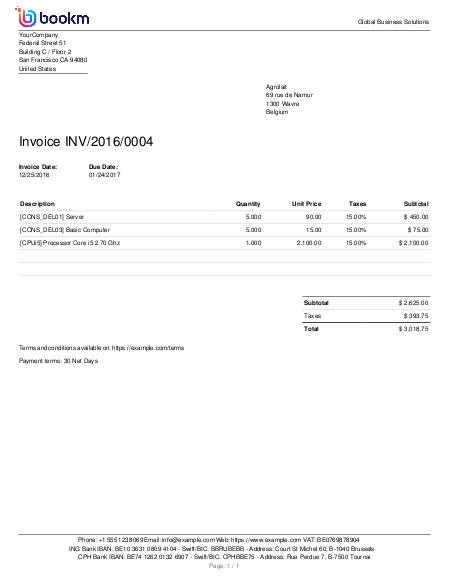 bookm
Global Business Solutions
YourCompany
Federal Street 51
Building C / Floor 2
San Francisco CA 94080
United States
Agrolait
69 rue de Namur
1300 Wavre
Belgium
Invoice INV/2016/0004
Invoice Date: Due Date:
12/25/2016 01/24/2017
Description Quantity Unit Price Taxes Subtotal
[CONS_DEL01] Server 5.000 90.00 15.00% $ 450.00
[CONS_DEL03] Basic Computer 5.000 15.00 15.00% $ 75.00
[CPUi5] Processor Core i5 2.70 Ghz 1.000 2,100.00 15.00% $ 2,100.00
Subtotal $ 2,625.00
Taxes $ 393.75
Total $ 3,018.75
Terms and conditions available on: https://example.com/terms
Payment terms: 30 Net Days
Phone: +1 555 123 8069 Email: info@example.com Web: https://www.example.com VAT: BE0769878904
ING Bank IBAN: BE10 3631 0809 4104 - Swift/BIC: BBRUBEBB - Address: Court St Michel 60, B-1040 Brussels
CPH Bank IBAN: BE74 1262 0132 6907 - Swift/BIC: CPHBBE75 - Address: Rue Perdue 7, B-7500 Tournai
Page: 1 / 1